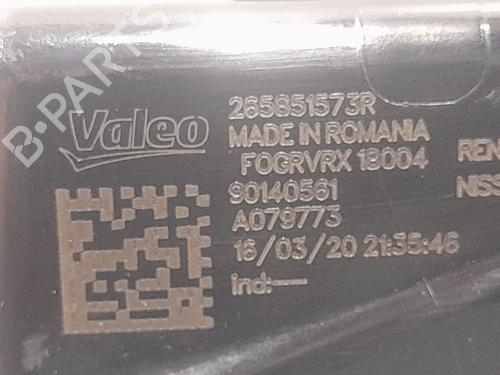 B-PARTS
Valeo
265851573R
MADE IN ROMANIA
FOGRVRX 18004
REN
90140561
NISS
A079773
16/03/20 21:35:46
ind:—